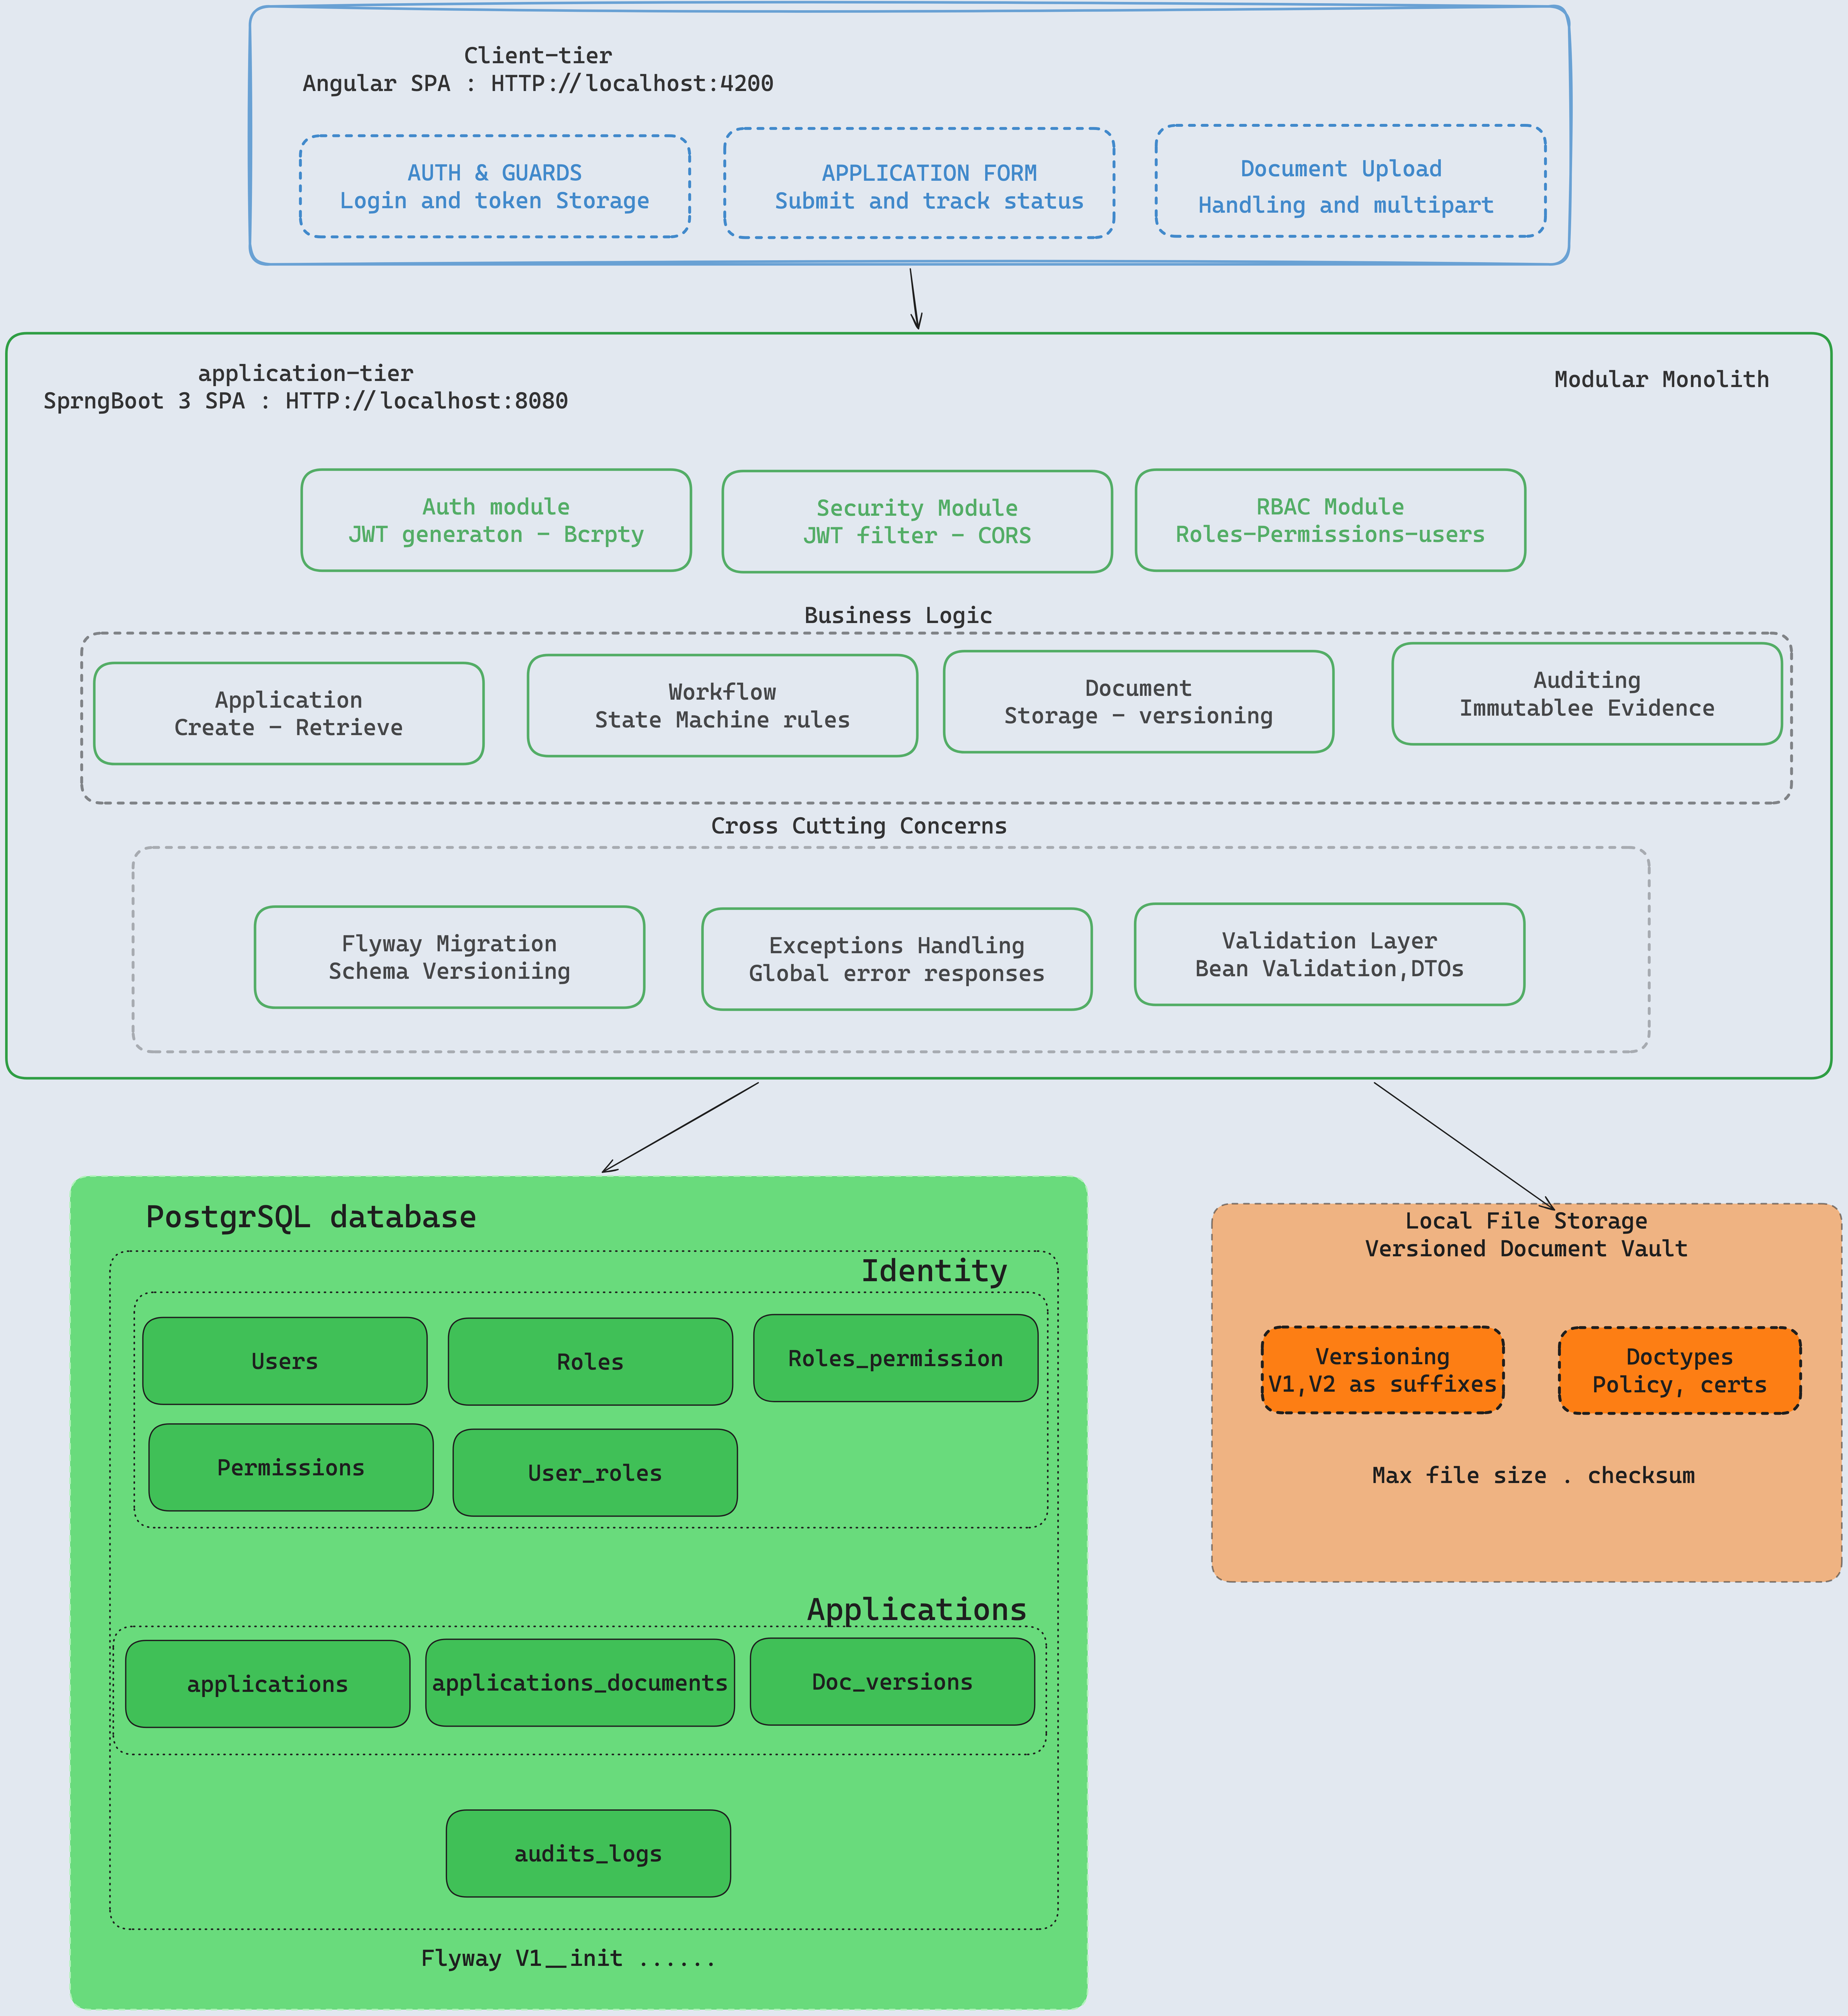 Client-tier
Angular SPA : HTTP://localhost:4200
AUTH & GUARDS
Login and token Storage
APPLICATION FORM
Submit and track status
Document Upload
Handling and multipart
application-tier
SprngBoot 3 SPA : HTTP://localhost:8080
Modular Monolith
Auth module
JWT generaton - Bcrpty
Security Module
JWT filter - CORS
RBAC Module
Roles-Permissions-users
Business Logic
Application
Create - Retrieve
Workflow
State Machine rules
Document
Storage - versioning
Auditing
Immutablee Evidence
Cross Cutting Concerns
Flyway Migration
Schema Versioniing
Exceptions Handling
Global error responses
Validation Layer
Bean Validation,DTOs
PostgrSQL database
Identity
Users
Roles
Roles_permission
Permissions
User_roles
Applications
applications
applications_documents
Doc_versions
audits_logs
Flyway V1__init ......
Local File Storage
Versioned Document Vault
Versioning
V1,V2 as suffixes
Doctypes
Policy, certs
Max file size . checksum